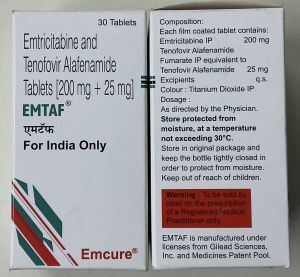 30 Tablets
Emtricitabine and
Tenofovir Alafenamide
Tablets [200 mg + 25 mg]
EMTAF®
एमटॅफ
For India Only
Emcure®
Composition:
Each film coated tablet contains:
Emtricitabine IP 200 mg
Tenofovir Alafenamide
Fumarate IP equivalent to
Tenofovir Alafenamide 25 mg
Excipients q.s.
Colour : Titanium Dioxide IP
Dosage :
As directed by the Physician.
Store protected from
moisture, at a temperature
not exceeding 30°C.
Store in original package and
keep the bottle tightly closed in
order to protect from moisture.
Keep out of reach of children.
Warning : To be sold by
retail on the prescription
of a Registered Medical
Practitioner only.
EMTAF is manufactured under
licenses from Gilead Sciences,
Inc. and Medicines Patent Pool.